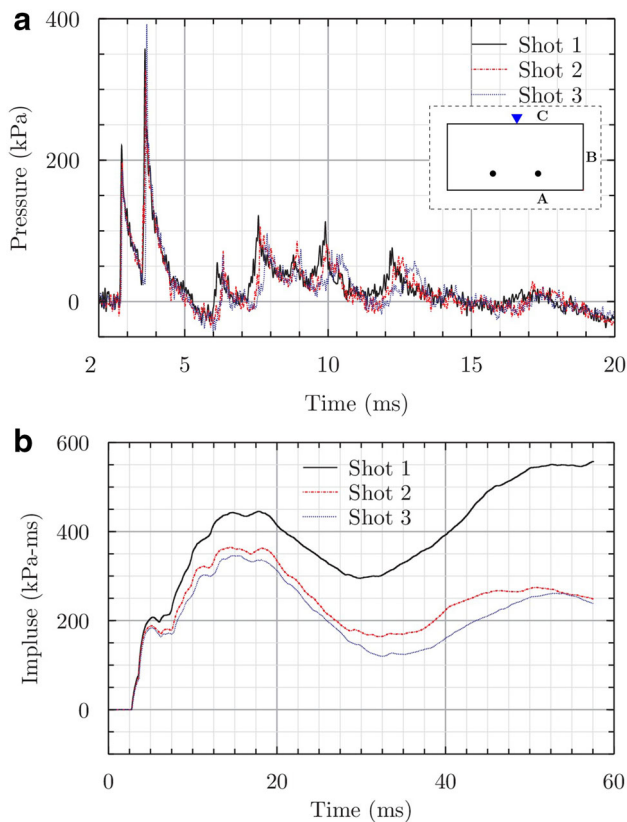 a
400
200
0
Pressure (kPa)
Shot 1
Shot 2
Shot 3
C
B
A
2
5
10
15
20
Time (ms)
b
600
400
200
0
Impluse (kPa-ms)
Shot 1
Shot 2
Shot 3
0
20
40
60
Time (ms)